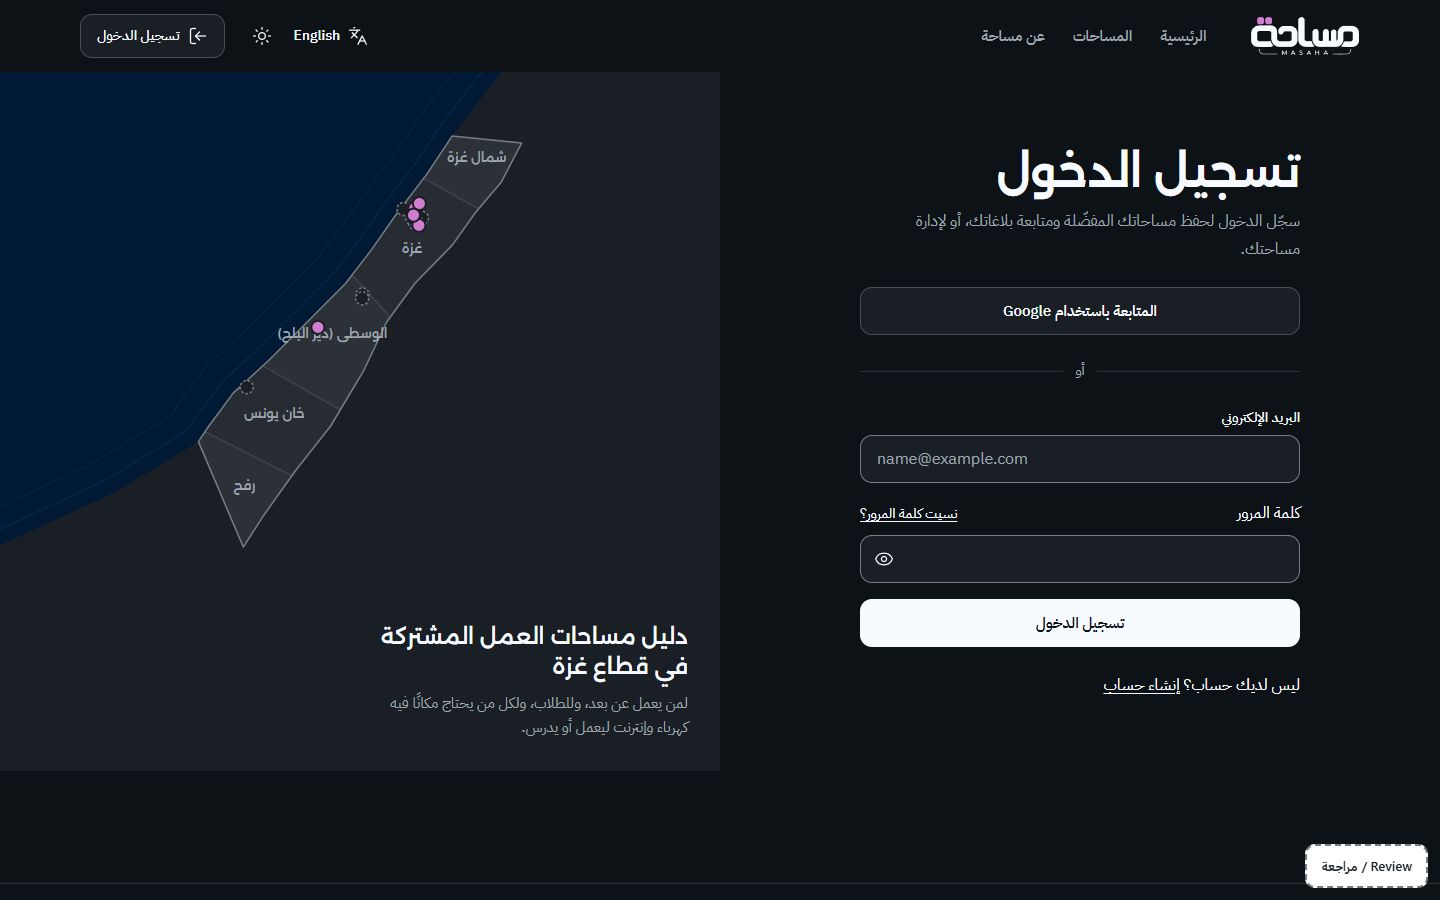 مساحة
MASAHA
الرئيسية
المساحات
عن مساحة
English
تسجيل الدخول
تسجيل الدخول
سجّل الدخول لحفظ مساحاتك المفضّلة ومتابعة بلاغاتك، أو لإدارة
مساحتك.
المتابعة باستخدام Google
أو
البريد الإلكتروني
name@example.com
كلمة المرور
نسيت كلمة المرور؟
تسجيل الدخول
ليس لديك حساب؟ إنشاء حساب
شمال غزة
غزة
الوسطى (دير البلح)
خان يونس
رفح
دليل مساحات العمل المشتركة
في قطاع غزة
لمن يعمل عن بعد، وللطلاب، ولكل من يحتاج مكانًا فيه
كهرباء وإنترنت ليعمل أو يدرس.
مراجعة / Review